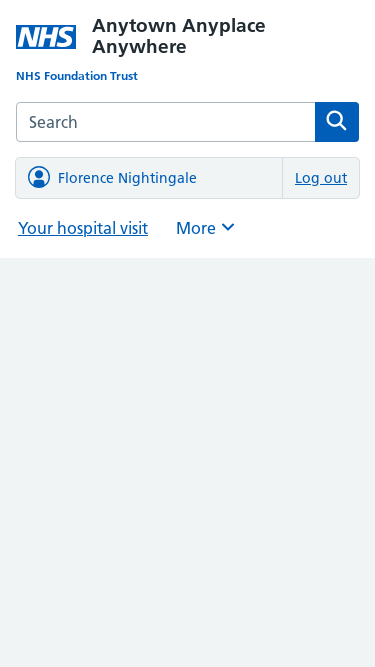 NHS
Anytown Anyplace
Anywhere
NHS Foundation Trust
Search
Florence Nightingale
Log out
Your hospital visit
More